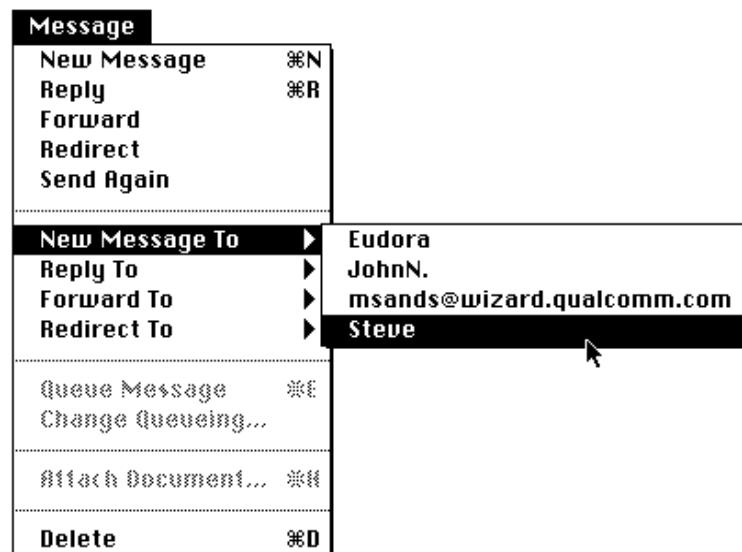 Message
New Message ⌘N
Reply ⌘R
Forward
Redirect
Send Again
New Message To
Eudora
Reply To
JohnN.
Forward To
msands@wizard.qualcomm.com
Redirect To
Steve
Queue Message ⌘E
Change Queueing...
Attach Document... ⌘H
Delete ⌘D